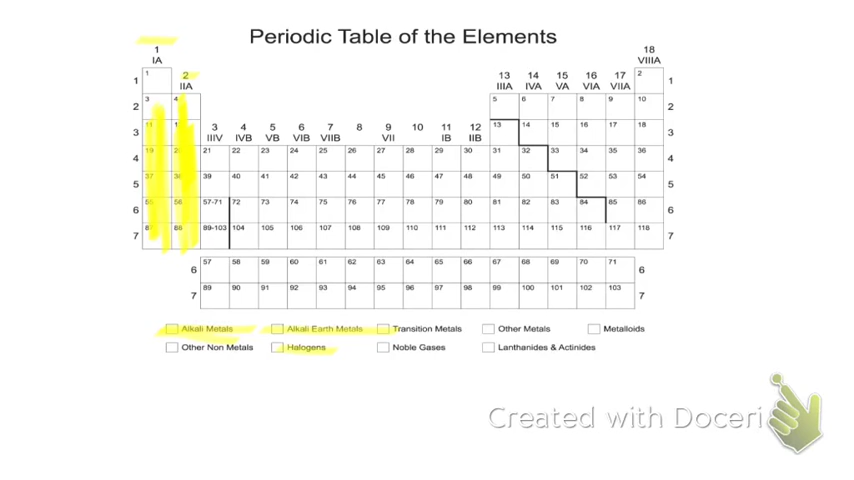 Periodic Table of the Elements
1 18
IA VIIIA
1 2
2 13 14 15 16 17
1 IIA IIIA IVA VA VIA VIIA 1
3 4 5 6 7 8 9 10
2 2
3 4 5 6 7 8 9 10 11 12
11 13 14 15 16 17 18
3 IIIV IVB VB VIB VIIB VII IB IIB 3
19 20 21 22 23 24 25 26 27 28 29 30 31 32 33 34 35 36
4 4
37 38 39 40 41 42 43 44 45 46 47 48 49 50 51 52 53 54
5 5
55 56 57-71 72 73 74 75 76 77 78 79 80 81 82 83 84 85 86
6 6
88 89-103 104 105 106 107 108 109 110 111 112 113 114 115 116 117 118
7 7
57 58 59 60 61 62 63 64 65 66 67 68 69 70 71
6 6
89 90 91 92 93 94 95 96 97 98 99 100 101 102 103
7 7
Alkali Metals Alkali Earth Metals Transition Metals Other Metals Metalloids
Other Non Metals Halogens Noble Gases Lanthanides & Actinides
Created with Doceri